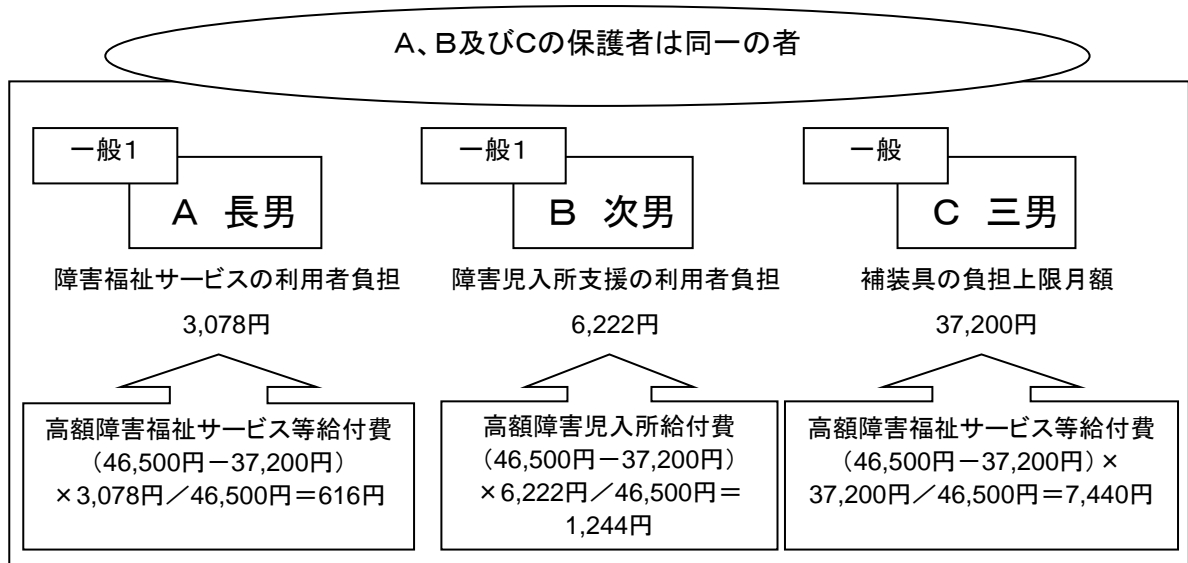 A、B及びCの保護者は同一の者
一般1
A 長男
障害福祉サービスの利用者負担
3,078円
高額障害福祉サービス等給付費
(46,500円-37,200円)
×3,078円/46,500円=616円
一般1
B 次男
障害児入所支援の利用者負担
6,222円
高額障害児入所給付費
(46,500円-37,200円)
×6,222円/46,500円=
1,244円
一般
C 三男
補装具の負担上限月額
37,200円
高額障害福祉サービス等給付費
(46,500円-37,200円)×
37,200円/46,500円=7,440円